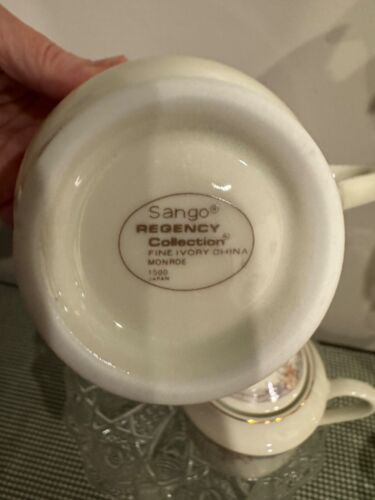 Sango®
REGENCY
Collection
FINE IVORY CHINA
MONROE
1500
JAPAN